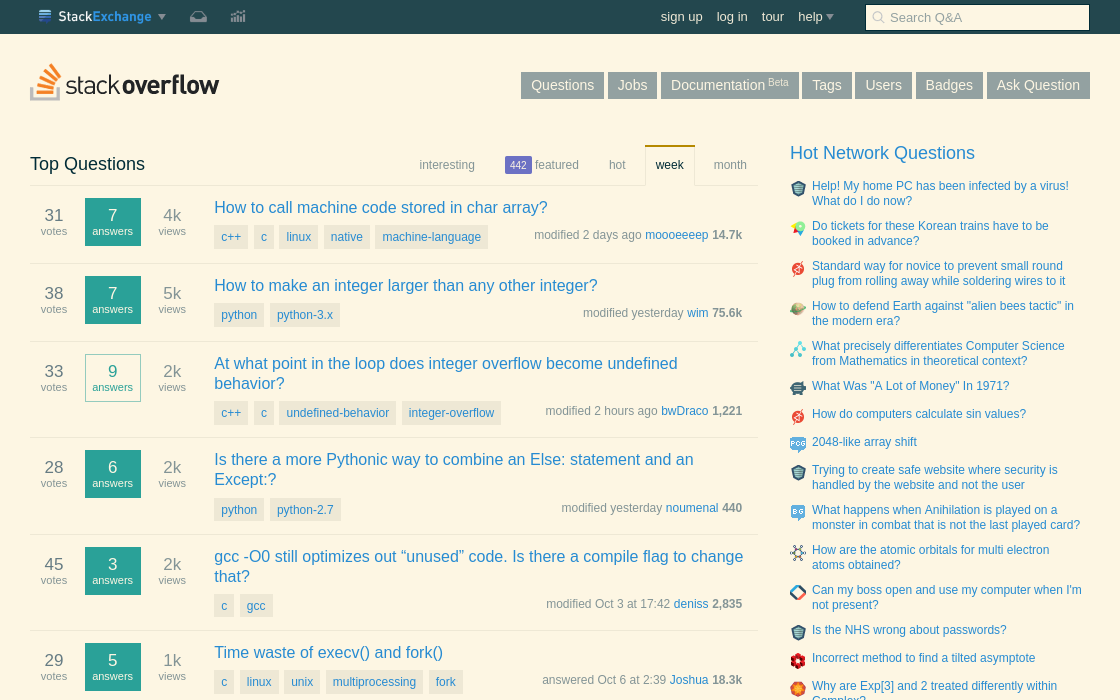 StackExchange
sign up log in tour help
Search Q&A
stackoverflow
Questions Jobs Documentation Beta Tags Users Badges Ask Question
Top Questions
interesting 442 featured hot week month
31 votes 7 answers 4k views
How to call machine code stored in char array?
c++ c linux native machine-language
modified 2 days ago moooeeeep 14.7k
38 votes 7 answers 5k views
How to make an integer larger than any other integer?
python python-3.x
modified yesterday wim 75.6k
33 votes 9 answers 2k views
At what point in the loop does integer overflow become undefined
behavior?
c++ c undefined-behavior integer-overflow
modified 2 hours ago bwDraco 1,221
28 votes 6 answers 2k views
Is there a more Pythonic way to combine an Else: statement and an
Except:?
python python-2.7
modified yesterday noumenal 440
45 votes 3 answers 2k views
gcc -O0 still optimizes out “unused” code. Is there a compile flag to change
that?
c gcc
modified Oct 3 at 17:42 deniss 2,835
29 votes 5 answers 1k views
Time waste of execv() and fork()
c linux unix multiprocessing fork
answered Oct 6 at 2:39 Joshua 18.3k
Hot Network Questions
Help! My home PC has been infected by a virus!
What do I do now?
Do tickets for these Korean trains have to be
booked in advance?
Standard way for novice to prevent small round
plug from rolling away while soldering wires to it
How to defend Earth against "alien bees tactic" in
the modern era?
What precisely differentiates Computer Science
from Mathematics in theoretical context?
What Was "A Lot of Money" In 1971?
How do computers calculate sin values?
PCG
2048-like array shift
Trying to create safe website where security is
handled by the website and not the user
BG
What happens when Anihilation is played on a
monster in combat that is not the last played card?
How are the atomic orbitals for multi electron
atoms obtained?
Can my boss open and use my computer when I'm
not present?
Is the NHS wrong about passwords?
Incorrect method to find a tilted asymptote
Why are Exp[3] and 2 treated differently within
Complex?